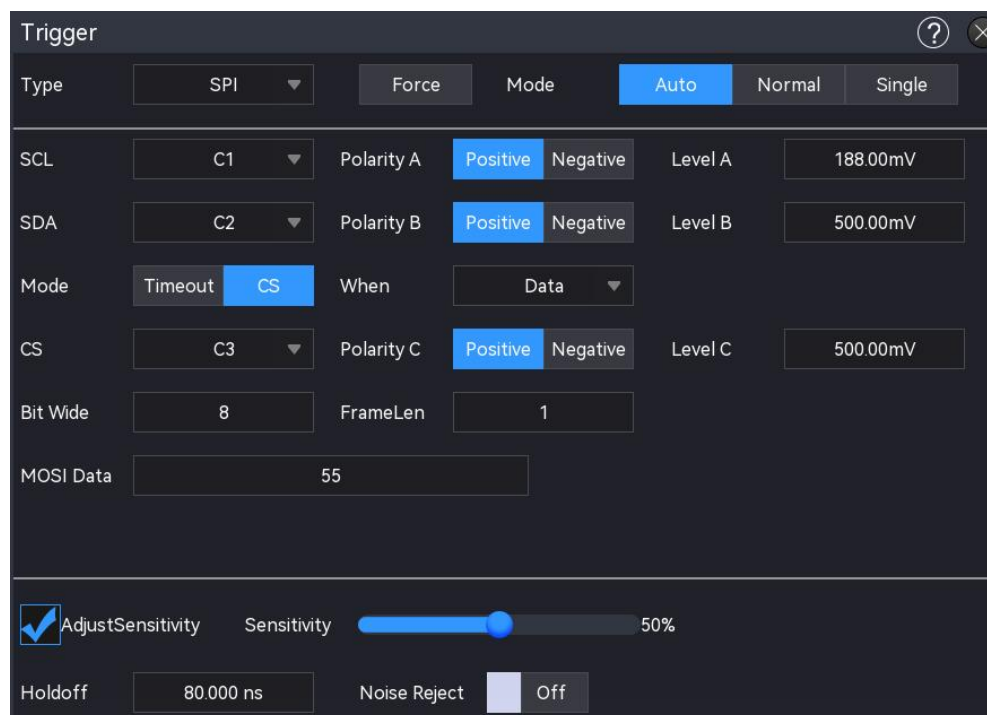 Trigger ?
Type SPI Force Mode Auto Normal Single
SCL C1 Polarity A Positive Negative Level A 188.00mV
SDA C2 Polarity B Positive Negative Level B 500.00mV
Mode Timeout CS When Data
CS C3 Polarity C Positive Negative Level C 500.00mV
Bit Wide 8 FrameLen 1
MOSI Data 55
AdjustSensitivity Sensitivity 50%
Holdoff 80.000 ns Noise Reject Off